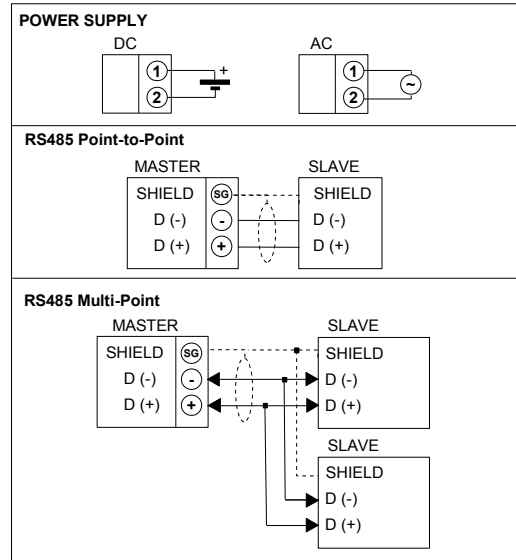 POWER SUPPLY
DC AC
1 + 1
2 2 ~
RS485 Point-to-Point
MASTER SLAVE
SHIELD SG SHIELD
D (-) - D (-)
D (+) + D (+)
RS485 Multi-Point
MASTER SLAVE
SHIELD SG SHIELD
D (-) - D (-)
D (+) + D (+)
SLAVE
SHIELD
D (-)
D (+)